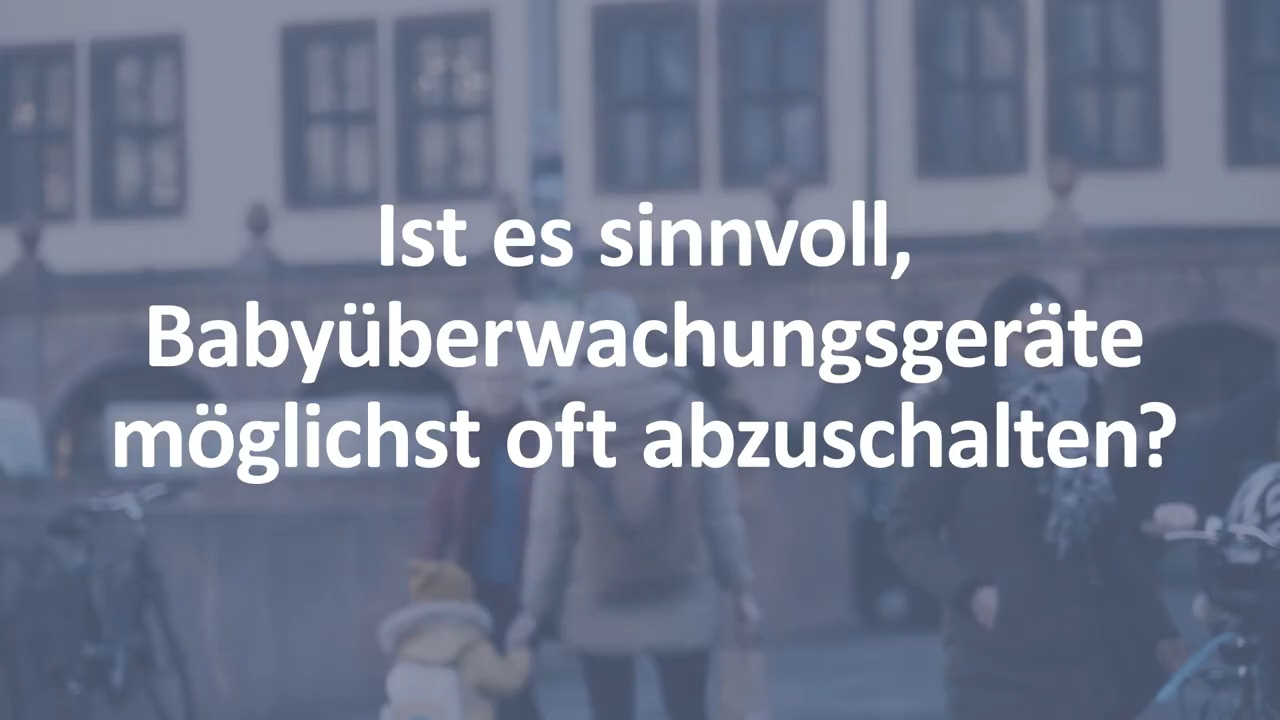 Ist es sinnvoll,
Babyüberwachungsgeräte
möglichst oft abzuschalten?